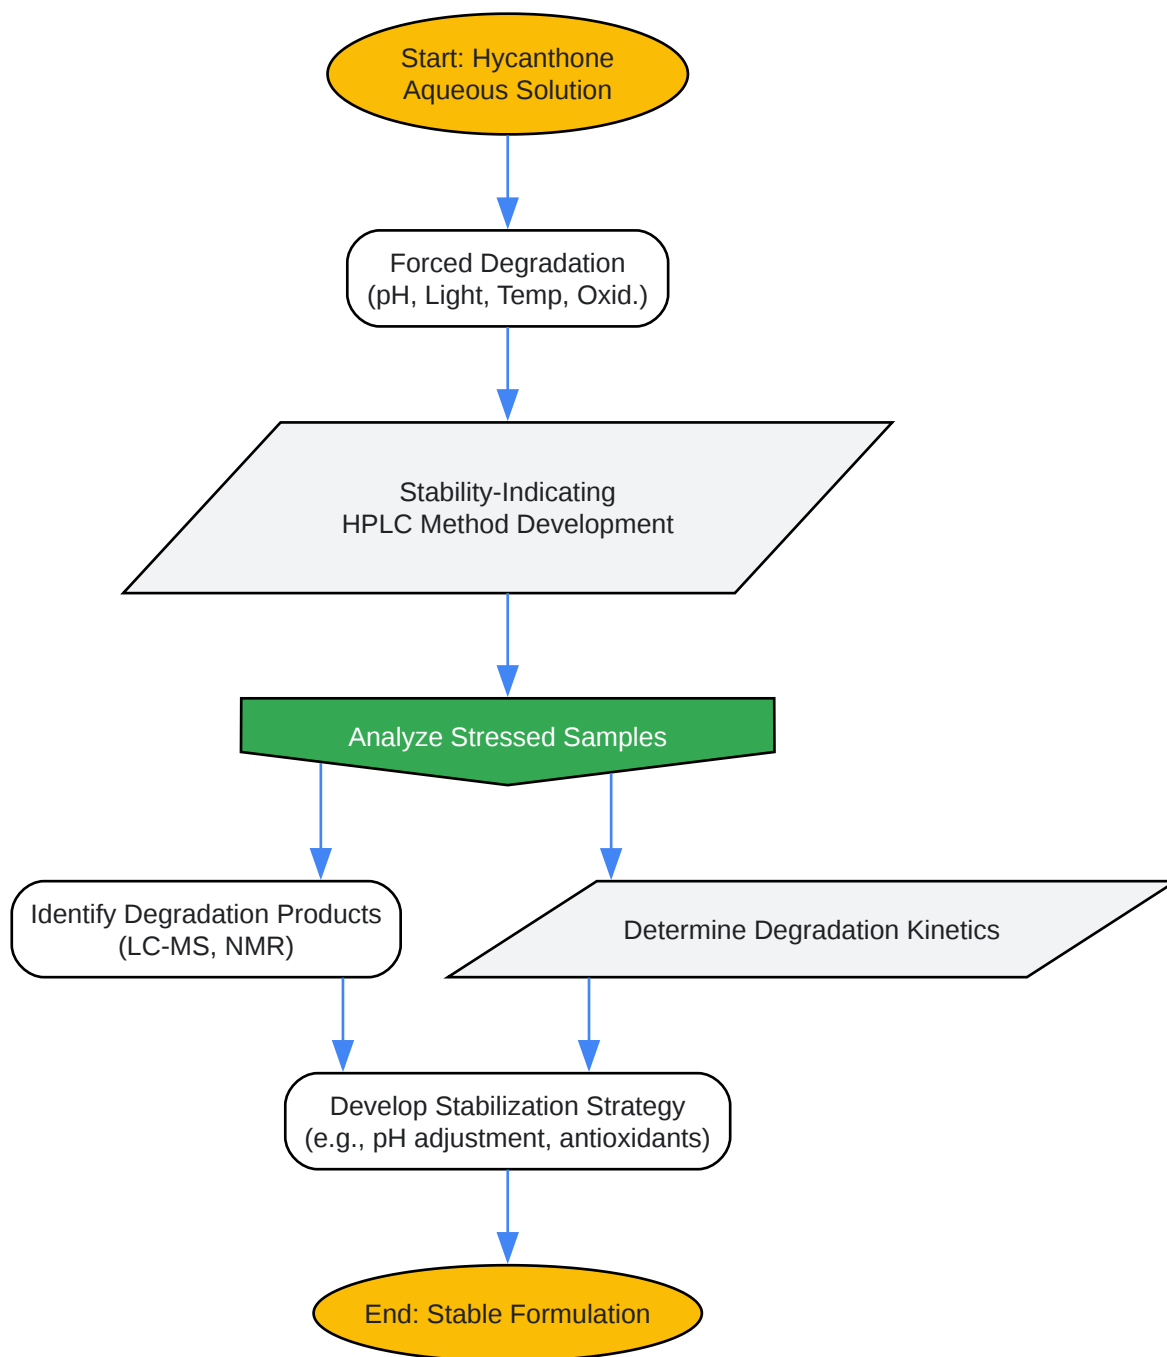 Start: Hycanthone
Aqueous Solution
Forced Degradation
(pH, Light, Temp, Oxid.)
Stability-Indicating
HPLC Method Development
Analyze Stressed Samples
Identify Degradation Products
(LC-MS, NMR)
Determine Degradation Kinetics
Develop Stabilization Strategy
(e.g., pH adjustment, antioxidants)
End: Stable Formulation